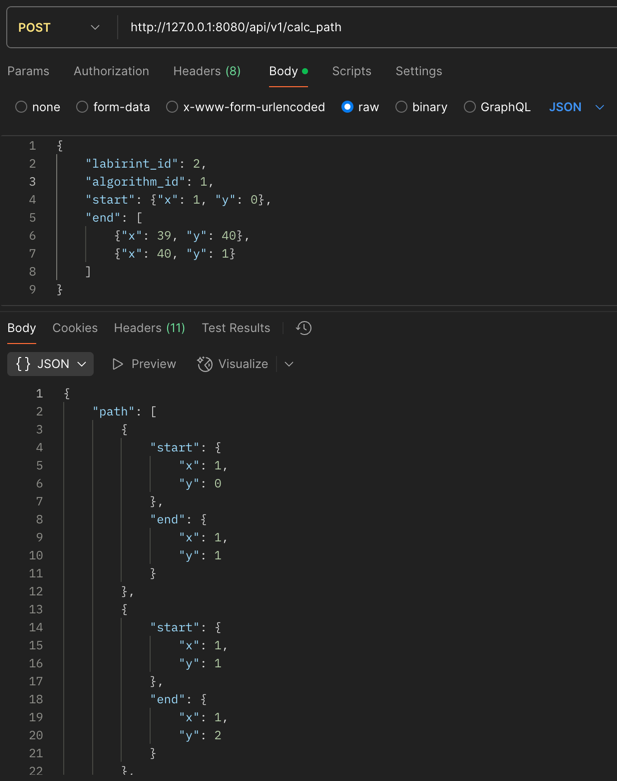 POST http://127.0.0.1:8080/api/v1/calc_path
Params Authorization Headers (8) Body Scripts Settings
none form-data x-www-form-urlencoded raw binary GraphQL JSON
1 {
2 "labirint_id": 2,
3 "algorithm_id": 1,
4 "start": {"x": 1, "y": 0},
5 "end": [
6 {"x": 39, "y": 40},
7 {"x": 40, "y": 1}
8 ]
9 }
Body Cookies Headers (11) Test Results
{} JSON Preview Visualize
1 {
2 "path": [
3 {
4 "start": {
5 "x": 1,
6 "y": 0
7 },
8 "end": {
9 "x": 1,
10 "y": 1
11 }
12 },
13 {
14 "start": {
15 "x": 1,
16 "y": 1
17 },
18 "end": {
19 "x": 1,
20 "y": 2
21 }
22 },